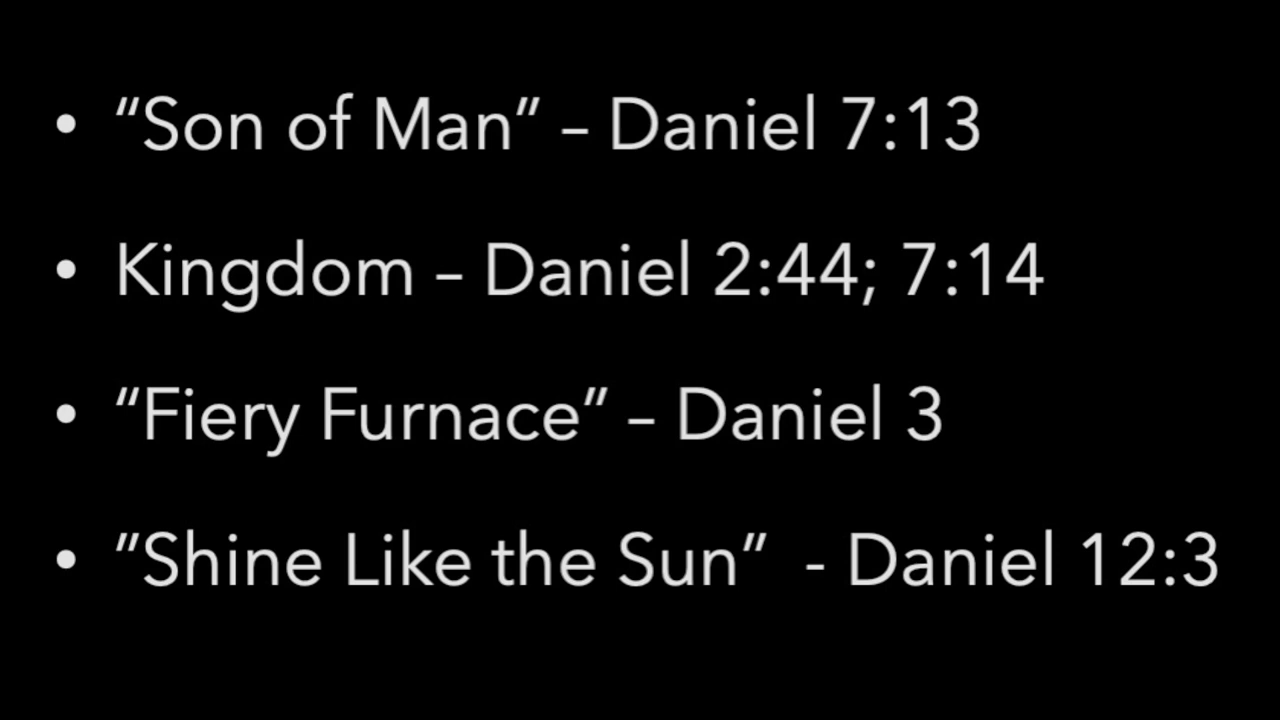 • “Son of Man” – Daniel 7:13
• Kingdom – Daniel 2:44; 7:14
• “Fiery Furnace” – Daniel 3
• ”Shine Like the Sun”  - Daniel 12:3